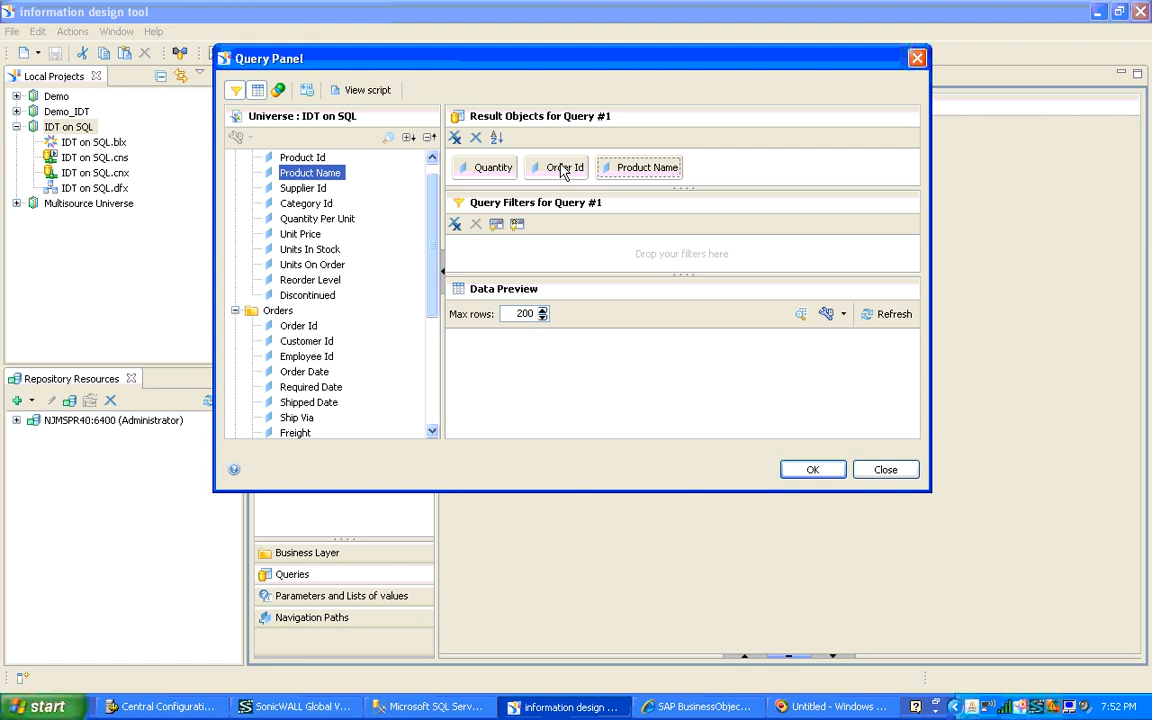 information design tool
File Edit Actions Window Help
Local Projects
Demo
Demo_IDT
IDT on SQL
IDT on SQL.blx
IDT on SQL.cns
IDT on SQL.cnx
IDT on SQL.dfx
Multisource Universe
Repository Resources
NJMSPR40:6400 (Administrator)
Query Panel
View script
Universe : IDT on SQL
Product Id
Product Name
Supplier Id
Category Id
Quantity Per Unit
Unit Price
Units In Stock
Units On Order
Reorder Level
Discontinued
Orders
Order Id
Customer Id
Employee Id
Order Date
Required Date
Shipped Date
Ship Via
Freight
Result Objects for Query #1
Quantity Order Id Product Name
Query Filters for Query #1
Drop your filters here
Data Preview
Max rows: 200 Refresh
OK Close
Business Layer
Queries
Parameters and Lists of values
Navigation Paths
start Central Configurati... SonicWALL Global V... Microsoft SQL Serv... information design ... SAP BusinessObjec... Untitled - Windows ... 7:52 PM